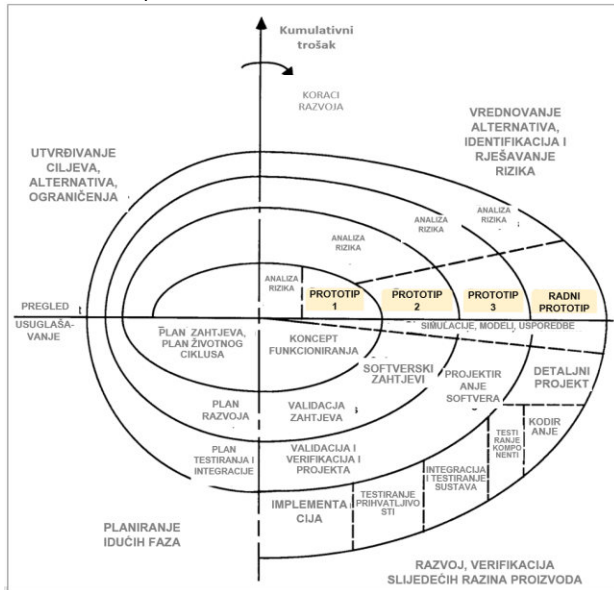 Kumulativni
trošak
KORACI
RAZVOJA
UTVRĐIVANJE
CILJEVA,
ALTERNATIVA,
OGRANIČENJA
VREDNOVANJE
ALTERNATIVA,
IDENTIFIKACIJA I
RJEŠAVANJE
RIZIKA
ANALIZA
RIZIKA
ANALIZA
RIZIKA
ANALIZA
RIZIKA
ANALIZA
RIZIKA
PROTOTIP
1
PROTOTIP
2
PROTOTIP
3
RADNI
PROTOTIP
PREGLED
USUGLAŠA-
VANJE
PLAN ZAHTJEVA,
PLAN ŽIVOTNOG
CIKLUSA
KONCEPT
FUNKCIONIRANJA
SIMULACIJE, MODELI, USPOREDBE
SOFTVERSKI
ZAHTJEVI
PROJEKTIR
ANJE
SOFTVERA
DETALJNI
PROJEKT
PLAN
RAZVOJA
VALIDACIJA
ZAHTJEVA
KODIR
ANJE
TESTI
RANJE
KOMPO
NENTI
PLAN
TESTIRANJA I
INTEGRACIJE
VALIDACIJA I
VERIFIKACIJA I
PROJEKTA
INTEGRACIJA
I TESTIRANJE
SUSTAVA
TESTIRANJE
PRIHVATLJIVO
STI
IMPLEMENTA
CIJA
PLANIRANJE
IDUĆIH FAZA
RAZVOJ, VERIFIKACIJA
SLIJEDEĆIH RAZINA PROIZVODA